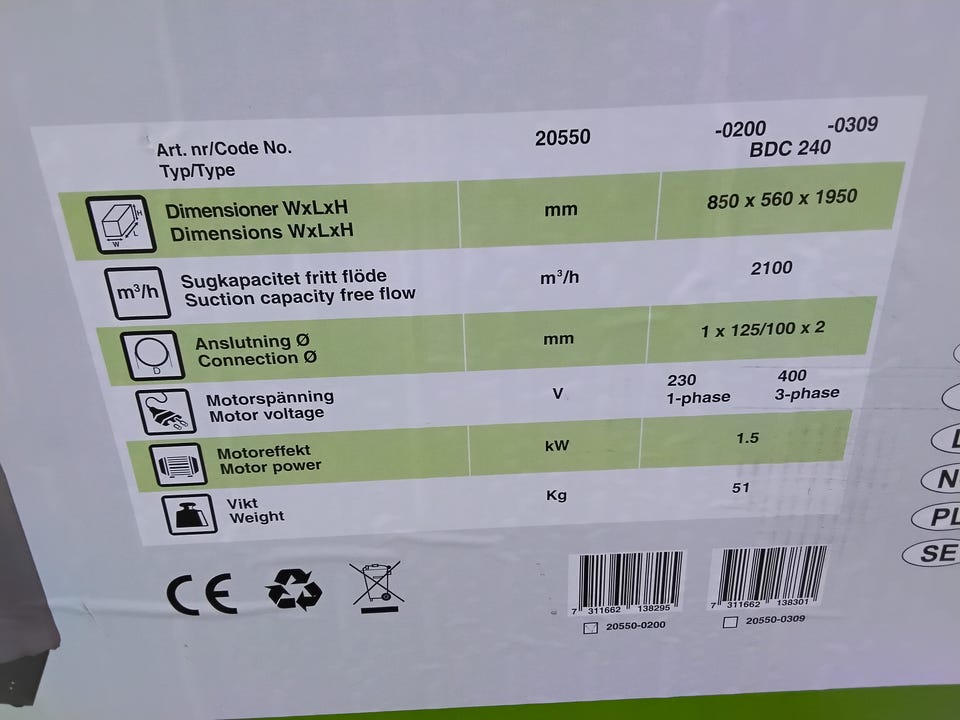 Art. nr/Code No. 20550 -0200 -0309
Typ/Type BDC 240
Dimensioner WxLxH
Dimensions WxLxH mm 850 x 560 x 1950
H
L
W
m³/h Sugkapacitet fritt flöde
Suction capacity free flow m³/h 2100
Anslutning Ø
Connection Ø mm 1 x 125/100 x 2
D
Motorspänning
Motor voltage V 230 400
1-phase 3-phase
Motoreffekt
Motor power kW 1.5
Vikt
Weight Kg 51
CE
7 311662 138295
7 311662 138301
20550-0200
20550-0309
PL
SE